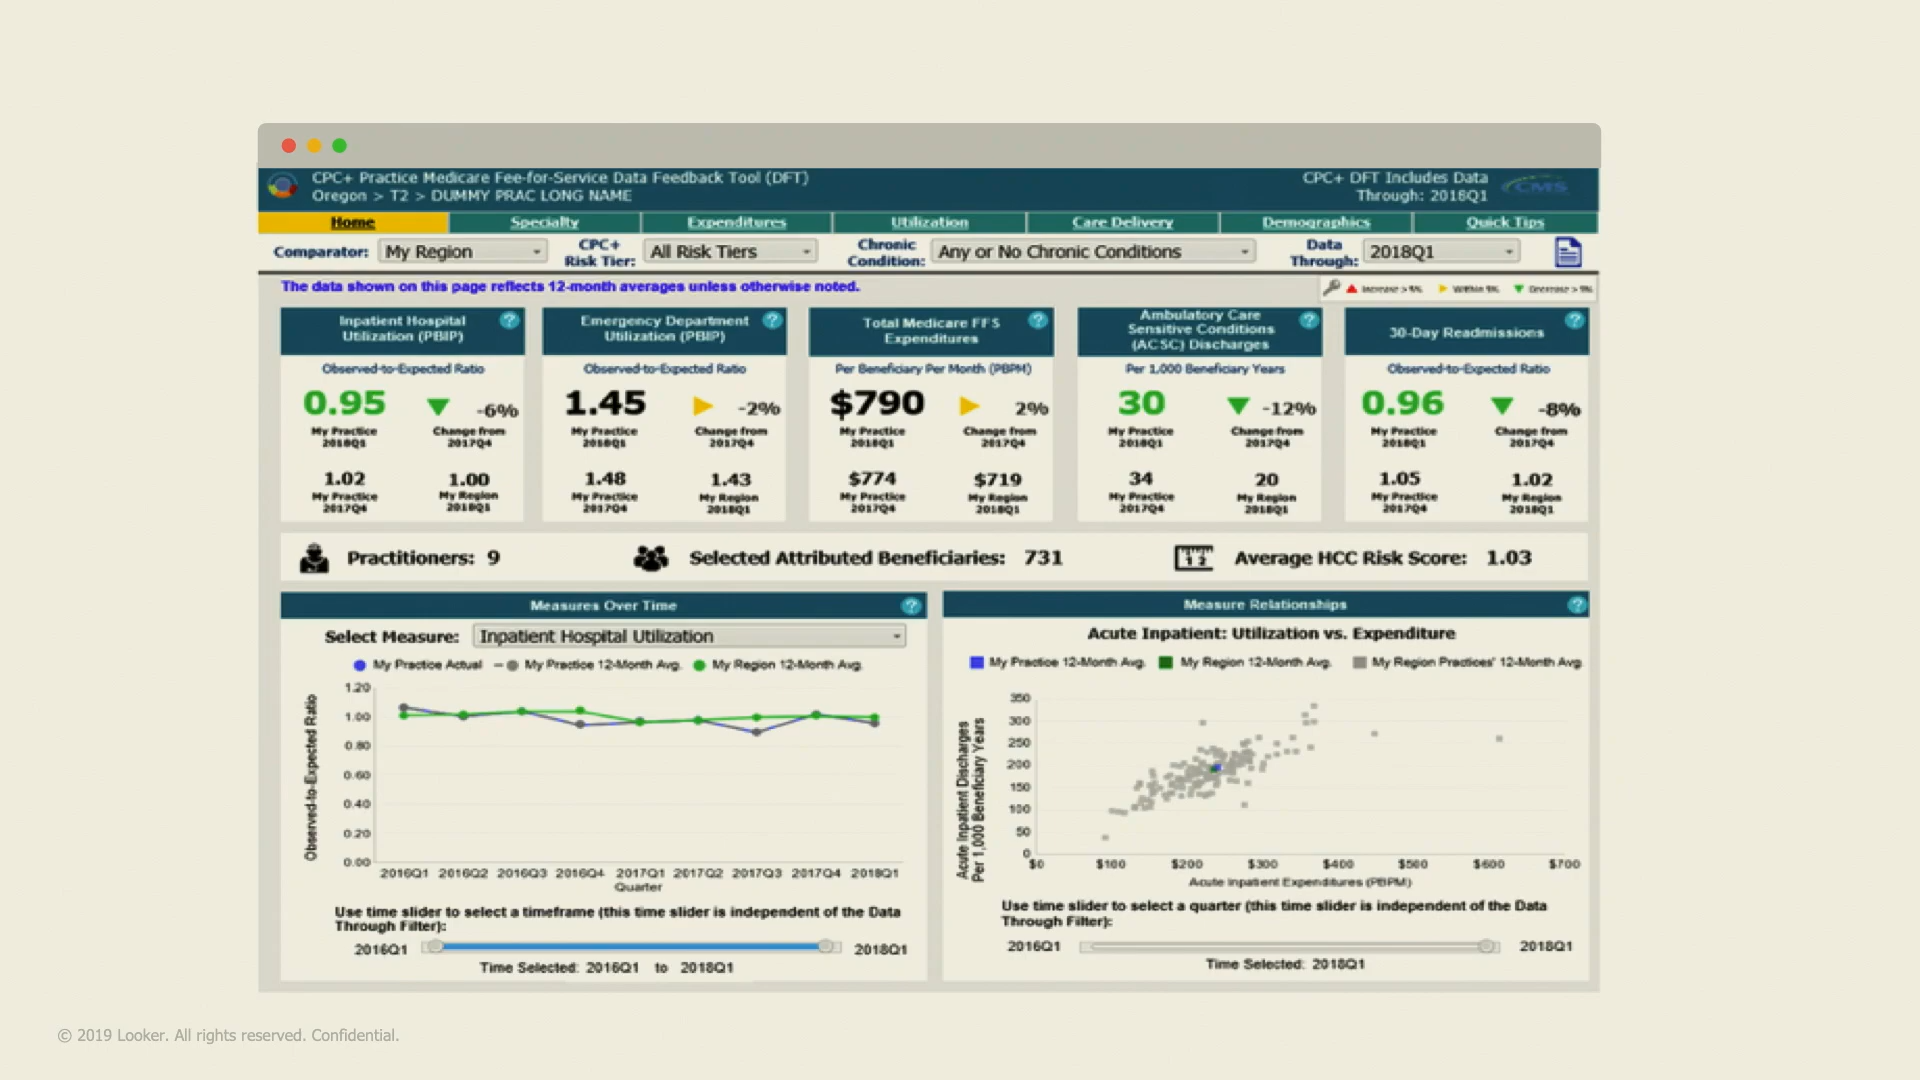 CPC+ Practice Medicare Fee-for-Service Data Feedback Tool (DFT)
Oregon > T2 > DUMMY PRAC LONG NAME
CPC+ DFT Includes Data
Through: 2018Q1
CMS
Home Specialty Expenditures Utilization Care Delivery Demographics Quick Tips
Comparator: My Region
CPC+
Risk Tier: All Risk Tiers
Chronic
Condition: Any or No Chronic Conditions
Data
Through: 2018Q1
The data shown on this page reflects 12-month averages unless otherwise noted.
Increase > 5% Within 5% Decrease > 5%
Inpatient Hospital
Utilization (PBIP)
?
Observed-to-Expected Ratio
0.95 -6%
My Practice Change from
2018Q1 2017Q4
1.02 1.00
My Practice My Region
2017Q4 2018Q1
Emergency Department
Utilization (PBIP)
?
Observed-to-Expected Ratio
1.45 -2%
My Practice Change from
2018Q1 2017Q4
1.48 1.43
My Practice My Region
2017Q4 2018Q1
Total Medicare FFS
Expenditures
?
Per Beneficiary Per Month (PBPM)
$790 2%
My Practice Change from
2018Q1 2017Q4
$774 $719
My Practice My Region
2017Q4 2018Q1
Ambulatory Care
Sensitive Conditions
(ACSC) Discharges
?
Per 1,000 Beneficiary Years
30 -12%
My Practice Change from
2018Q1 2017Q4
34 20
My Practice My Region
2017Q4 2018Q1
30-Day Readmissions
?
Observed-to-Expected Ratio
0.96 -8%
My Practice Change from
2018Q1 2017Q4
1.05 1.02
My Practice My Region
2017Q4 2018Q1
Practitioners: 9
Selected Attributed Beneficiaries: 731
1 2
Average HCC Risk Score: 1.03
Measures Over Time ?
Select Measure: Inpatient Hospital Utilization
My Practice Actual My Practice 12-Month Avg. My Region 12-Month Avg.
Observed-to-Expected Ratio
1.20
1.00
0.80
0.60
0.40
0.20
0.00
2016Q1 2016Q2 2016Q3 2016Q4 2017Q1 2017Q2 2017Q3 2017Q4 2018Q1
Quarter
Use time slider to select a timeframe (this time slider is independent of the Data
Through Filter):
2016Q1 2018Q1
Time Selected: 2016Q1 to 2018Q1
Measure Relationships ?
Acute Inpatient: Utilization vs. Expenditure
My Practice 12-Month Avg. My Region 12-Month Avg. My Region Practices' 12-Month Avg.
Acute Inpatient Discharges
Per 1,000 Beneficiary Years
350
300
250
200
150
100
50
0
$0 $100 $200 $300 $400 $500 $600 $700
Acute Inpatient Expenditures (PBPM)
Use time slider to select a quarter (this time slider is independent of the Data
Through Filter):
2016Q1 2018Q1
Time Selected: 2018Q1
© 2019 Looker. All rights reserved. Confidential.